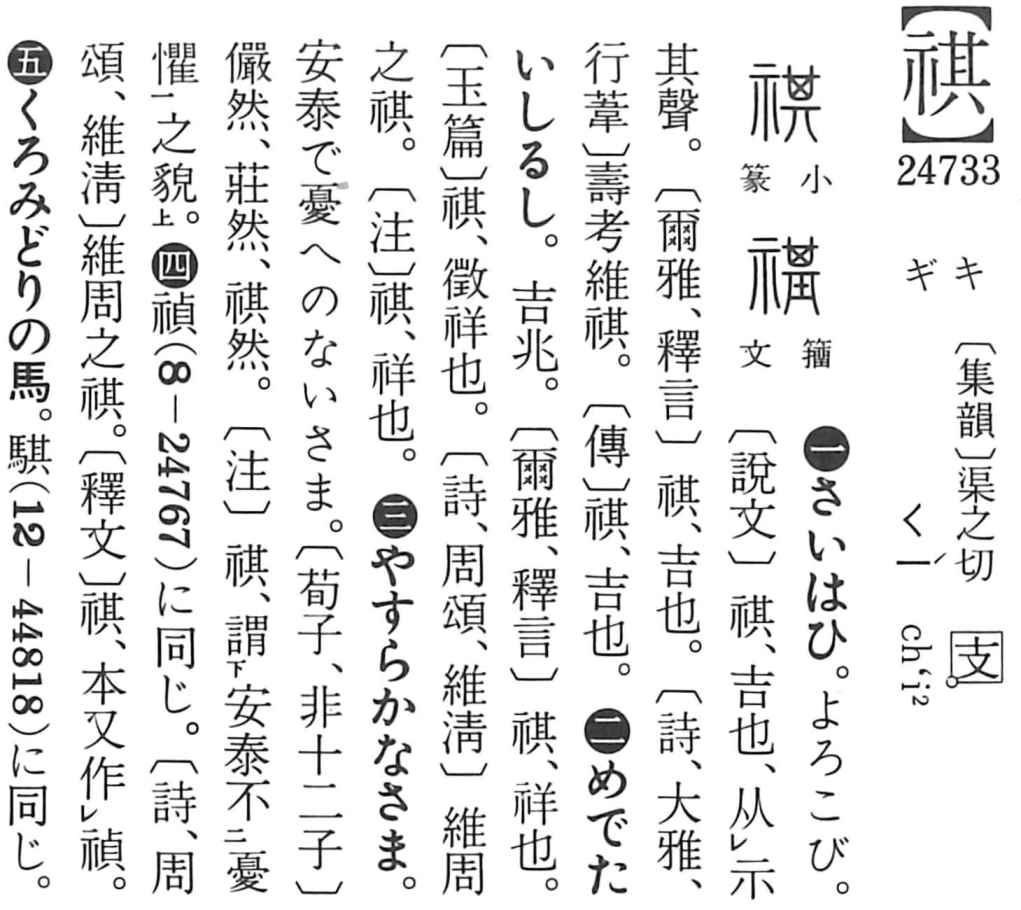 【祺】24733
キ
ギ
〔集韻〕渠之切 支
ㄑㄧˊ ch‘i²
小篆 籀文
㊀さいはひ。よろこび。
〔說文〕祺、吉也、从㆑示
其聲。〔爾雅、釋言〕祺、吉也。〔詩、大雅、
行葦〕壽考維祺。〔傳〕祺、吉也。㊁めでた
いしるし。吉兆。〔爾雅、釋言〕祺、祥也。
〔玉篇〕祺、徵祥也。〔詩、周頌、維淸〕維周
之祺。〔注〕祺、祥也。㊂やすらかなさま。
安泰で憂へのないさま。〔荀子、非十二子〕
儼然、莊然、祺然。〔注〕祺、謂㆘安泰不㆓憂
懼㆒之貌㆖。㊃禎(8－24767)に同じ。〔詩、周
頌、維淸〕維周之祺。〔釋文〕祺、本又作㆑禎。
㊄くろみどりの馬。騏(12－44818)に同じ。